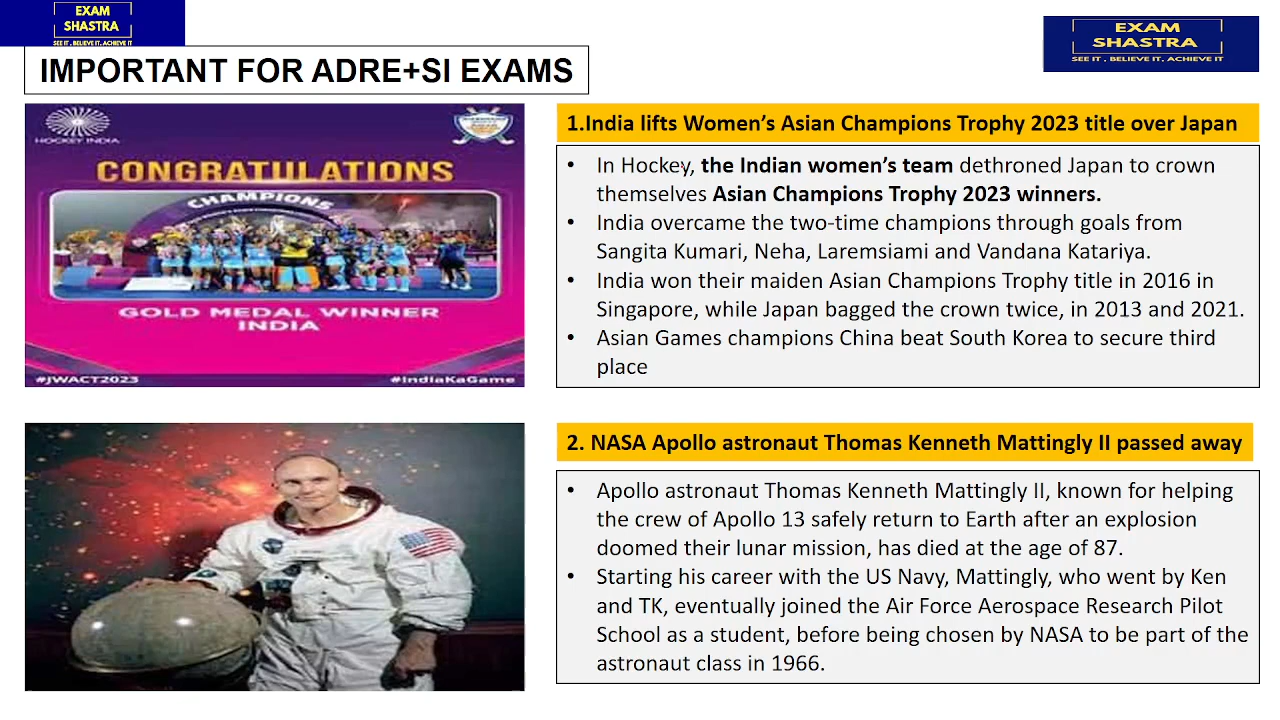 EXAM
SHASTRA
SEE IT , BELIEVE IT, ACHIEVE IT
EXAM
SHASTRA
SEE IT , BELIEVE IT, ACHIEVE IT
IMPORTANT FOR ADRE+SI EXAMS
HOCKEY INDIA
CONGRATULATIONS
CHAMPIONS
GOLD MEDAL WINNER
INDIA
#JWACT2023
#IndiaKaGame
1.India lifts Women's Asian Champions Trophy 2023 title over Japan
• In Hockey, the Indian women's team dethroned Japan to crown
themselves Asian Champions Trophy 2023 winners.
• India overcame the two-time champions through goals from
Sangita Kumari, Neha, Laremsiami and Vandana Katariya.
• India won their maiden Asian Champions Trophy title in 2016 in
Singapore, while Japan bagged the crown twice, in 2013 and 2021.
• Asian Games champions China beat South Korea to secure third
place
2. NASA Apollo astronaut Thomas Kenneth Mattingly II passed away
• Apollo astronaut Thomas Kenneth Mattingly II, known for helping
the crew of Apollo 13 safely return to Earth after an explosion
doomed their lunar mission, has died at the age of 87.
• Starting his career with the US Navy, Mattingly, who went by Ken
and TK, eventually joined the Air Force Aerospace Research Pilot
School as a student, before being chosen by NASA to be part of the
astronaut class in 1966.